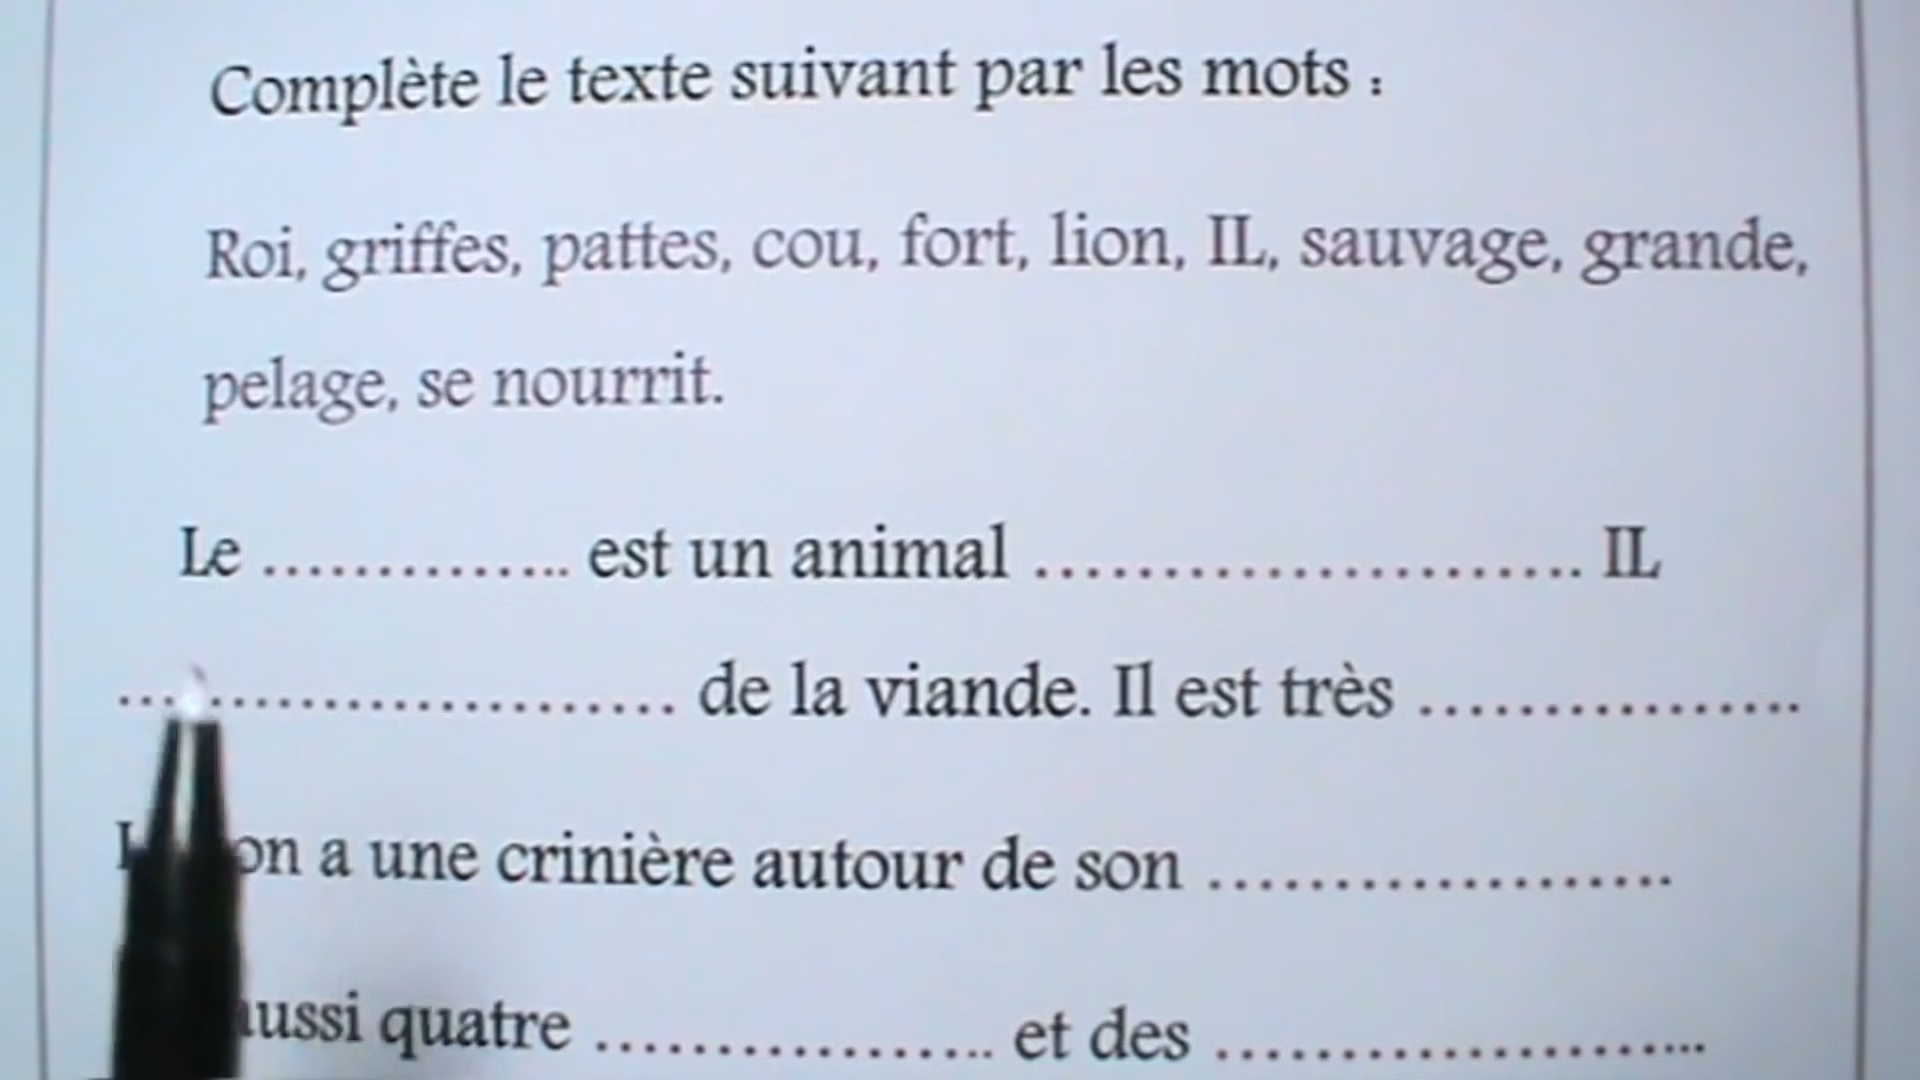 Complète le texte suivant par les mots :
Roi, griffes, pattes, cou, fort, lion, IL, sauvage, grande,
pelage, se nourrit.
Le ………….. est un animal ……………………. IL
……………………. de la viande. Il est très …………….
a une crinière autour de son ……………….
quatre …………….. et des ………………...